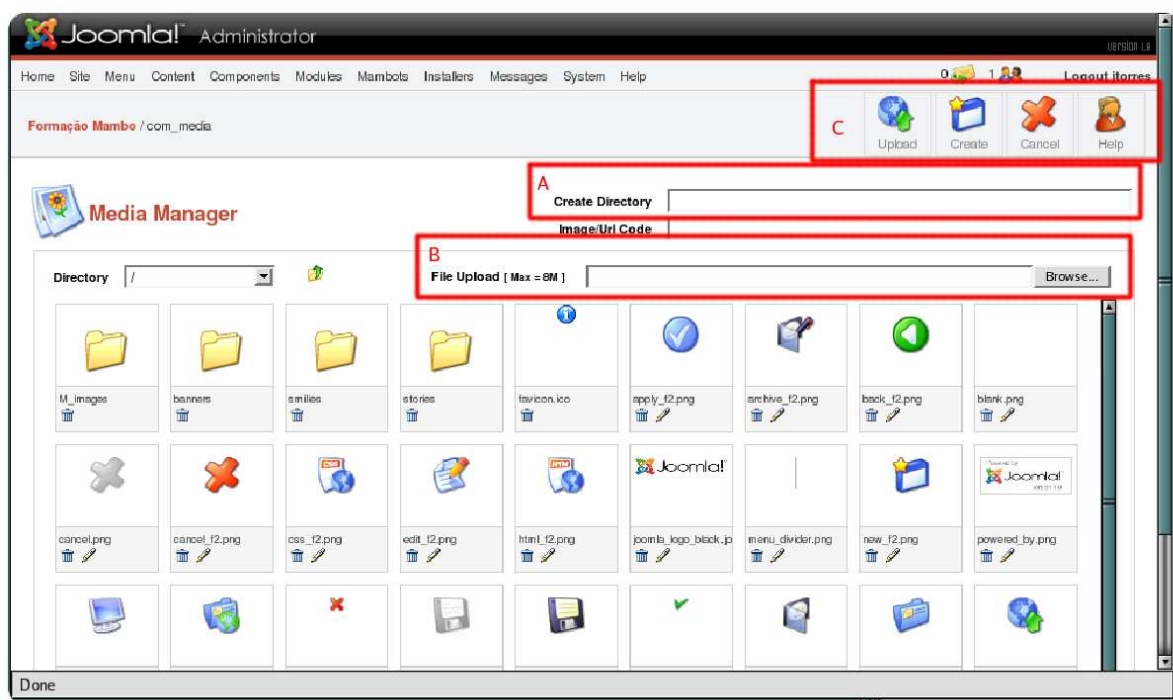 Joomla! Administrator
version 1.0
Home Site Menu Content Components Modules Mambots Installers Messages System Help 0 1 Logout itorres
Formação Mambo / com_media
C
Upload Create Cancel Help
A
Create Directory
Media Manager
Image/Url Code
B
Directory /
File Upload [ Max = 8M ]
Browse...
M_images banners smilies stories favicon.ico apply_f2.png archive_f2.png back_f2.png blank.png
Joomla!
Powered by
Joomla!
cancel.png cancel_f2.png css_f2.png edit_f2.png html_f2.png joomla_logo_black.jp menu_divider.png new_f2.png powered_by.png
Done